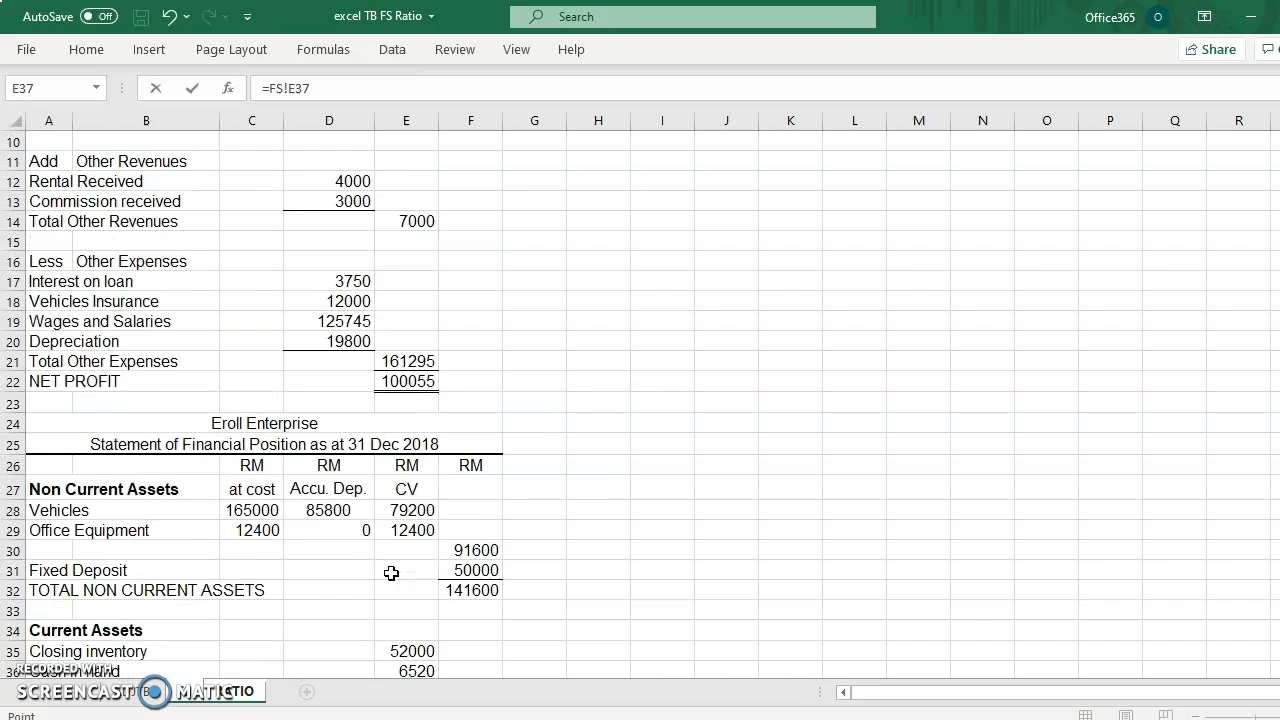 AutoSave Off excel TB FS Ratio Search Office365 O
File Home Insert Page Layout Formulas Data Review View Help Share
E37 fx =FS!E37
A B C D E F G H I J K L M N O P Q R
10
11 Add Other Revenues
12 Rental Received 4000
13 Commission received 3000
14 Total Other Revenues 7000
15
16 Less Other Expenses
17 Interest on loan 3750
18 Vehicles Insurance 12000
19 Wages and Salaries 125745
20 Depreciation 19800
21 Total Other Expenses 161295
22 NET PROFIT 100055
23
24 Eroll Enterprise
25 Statement of Financial Position as at 31 Dec 2018
26 RM RM RM RM
27 Non Current Assets at cost Accu. Dep. CV
28 Vehicles 165000 85800 79200
29 Office Equipment 12400 0 12400
30 91600
31 Fixed Deposit 50000
32 TOTAL NON CURRENT ASSETS 141600
33
34 Current Assets
35 Closing inventory 52000
36 6520
RECORDED WITH
SCREENCAST MATIC
RATIO
Point